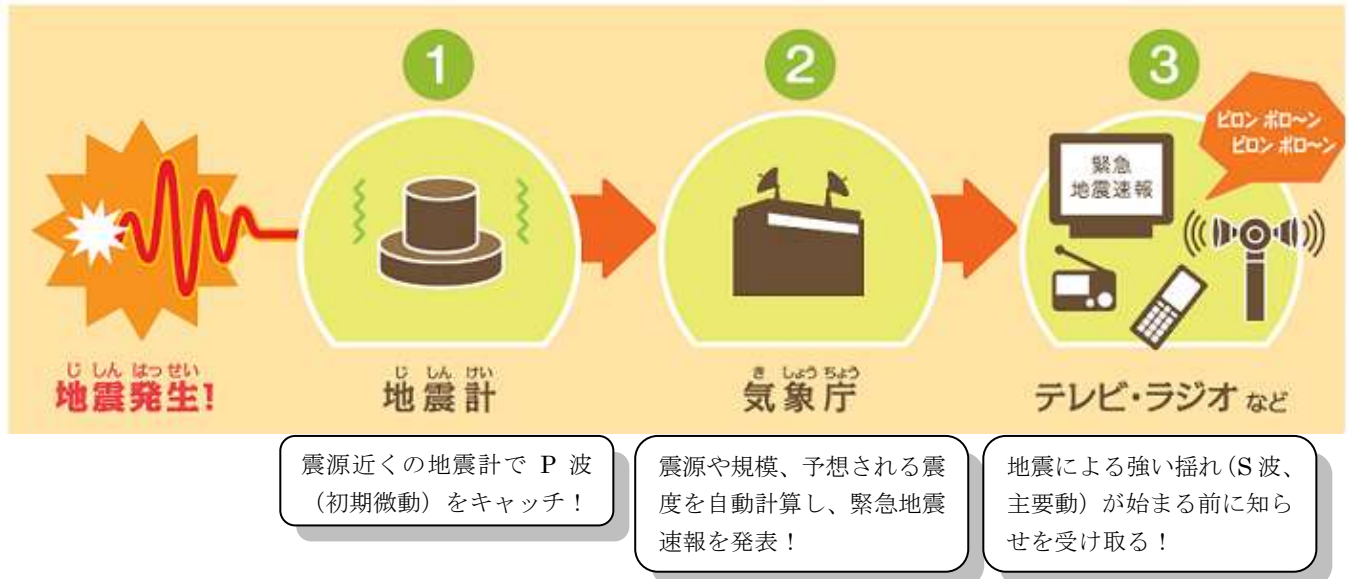 1
2
3
ピロン ポロ〜ン
ピロン ポロ〜ン
緊急
地震速報
じしんはっせい
地震発生!
じしんけい
地震計
きしょうちょう
気象庁
テレビ・ラジオ など
震源近くの地震計で P 波
（初期微動）をキャッチ！
震源や規模、予想される震
度を自動計算し、緊急地震
速報を発表！
地震による強い揺れ（S 波、
主要動）が始まる前に知ら
せを受け取る！